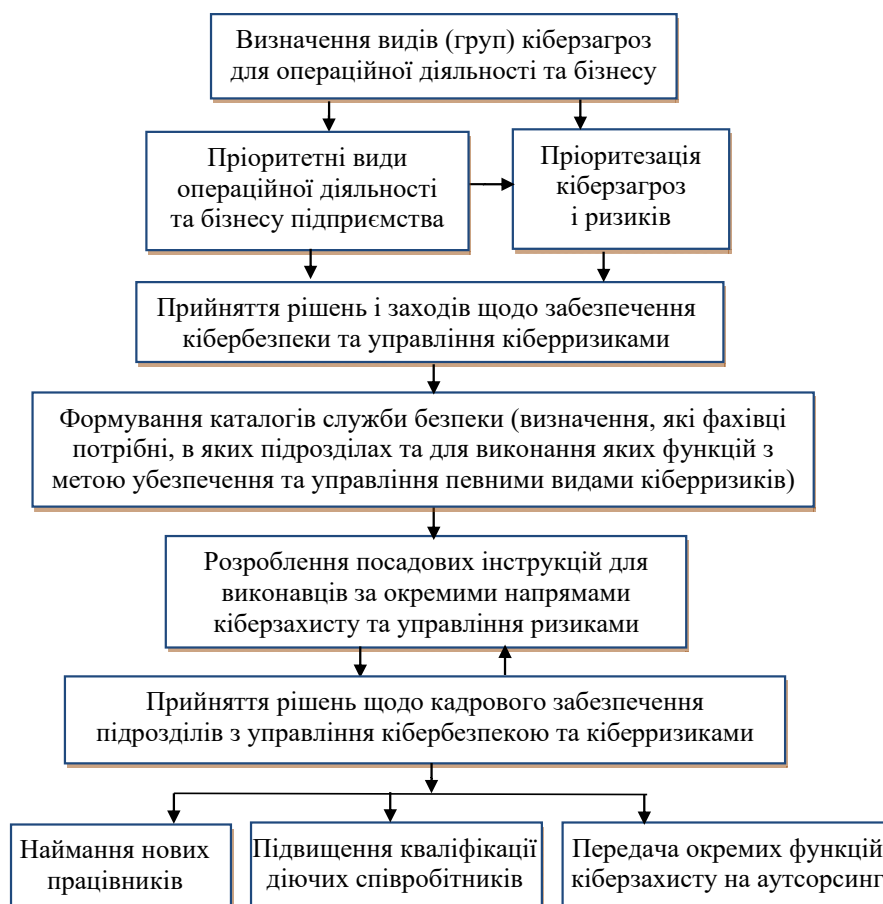 Визначення видів (груп) кіберзагроз
для операційної діяльності та бізнесу
Пріоритетні види
операційної діяльності
та бізнесу підприємства
Пріоритезація
кіберзагроз
і ризиків
Прийняття рішень і заходів щодо забезпечення
кібербезпеки та управління кіберризиками
Формування каталогів служби безпеки (визначення, які фахівці
потрібні, в яких підрозділах та для виконання яких функцій з
метою убезпечення та управління певними видами кіберризиків)
Розроблення посадових інструкцій для
виконавців за окремими напрямами
кіберзахисту та управління ризиками
Прийняття рішень щодо кадрового забезпечення
підрозділів з управління кібербезпекою та кіберризиками
Наймання нових
працівників
Підвищення кваліфікації
діючих співробітників
Передача окремих функцій
кіберзахисту на аутсорсинг